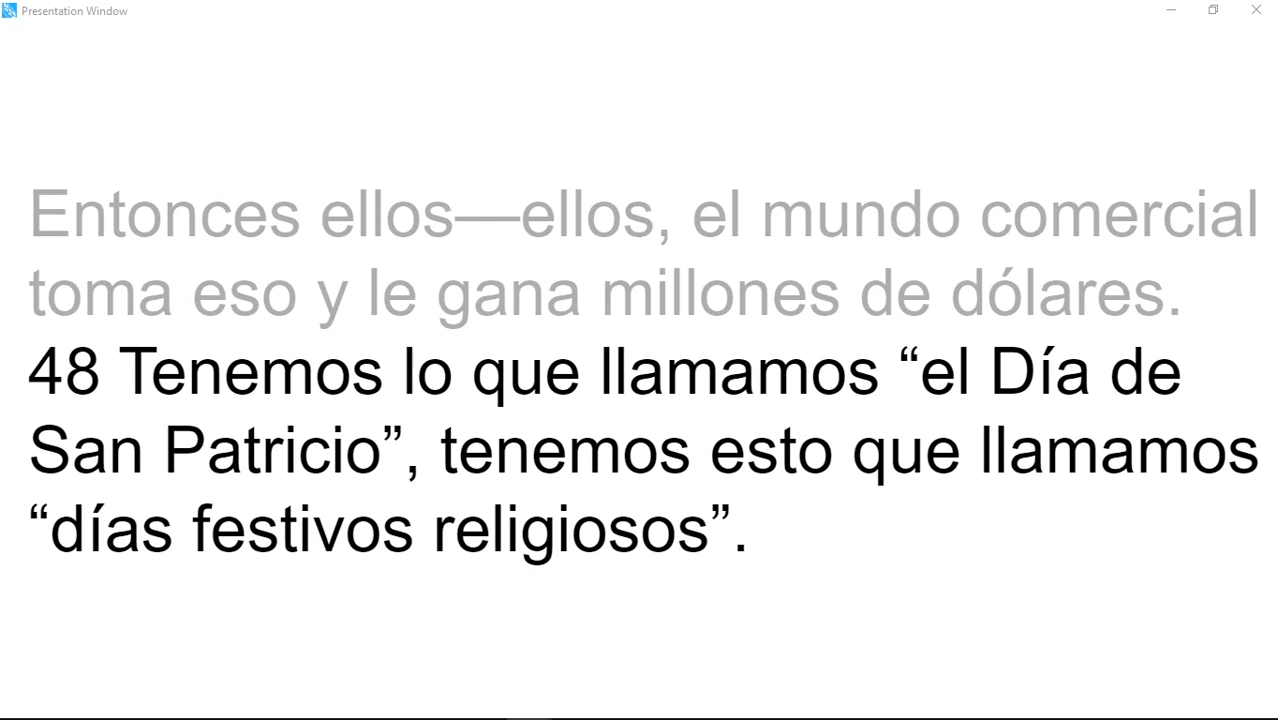 Presentation Window
Entonces ellos—ellos, el mundo comercial
toma eso y le gana millones de dólares.
48 Tenemos lo que llamamos “el Día de
San Patricio”, tenemos esto que llamamos
“días festivos religiosos”.